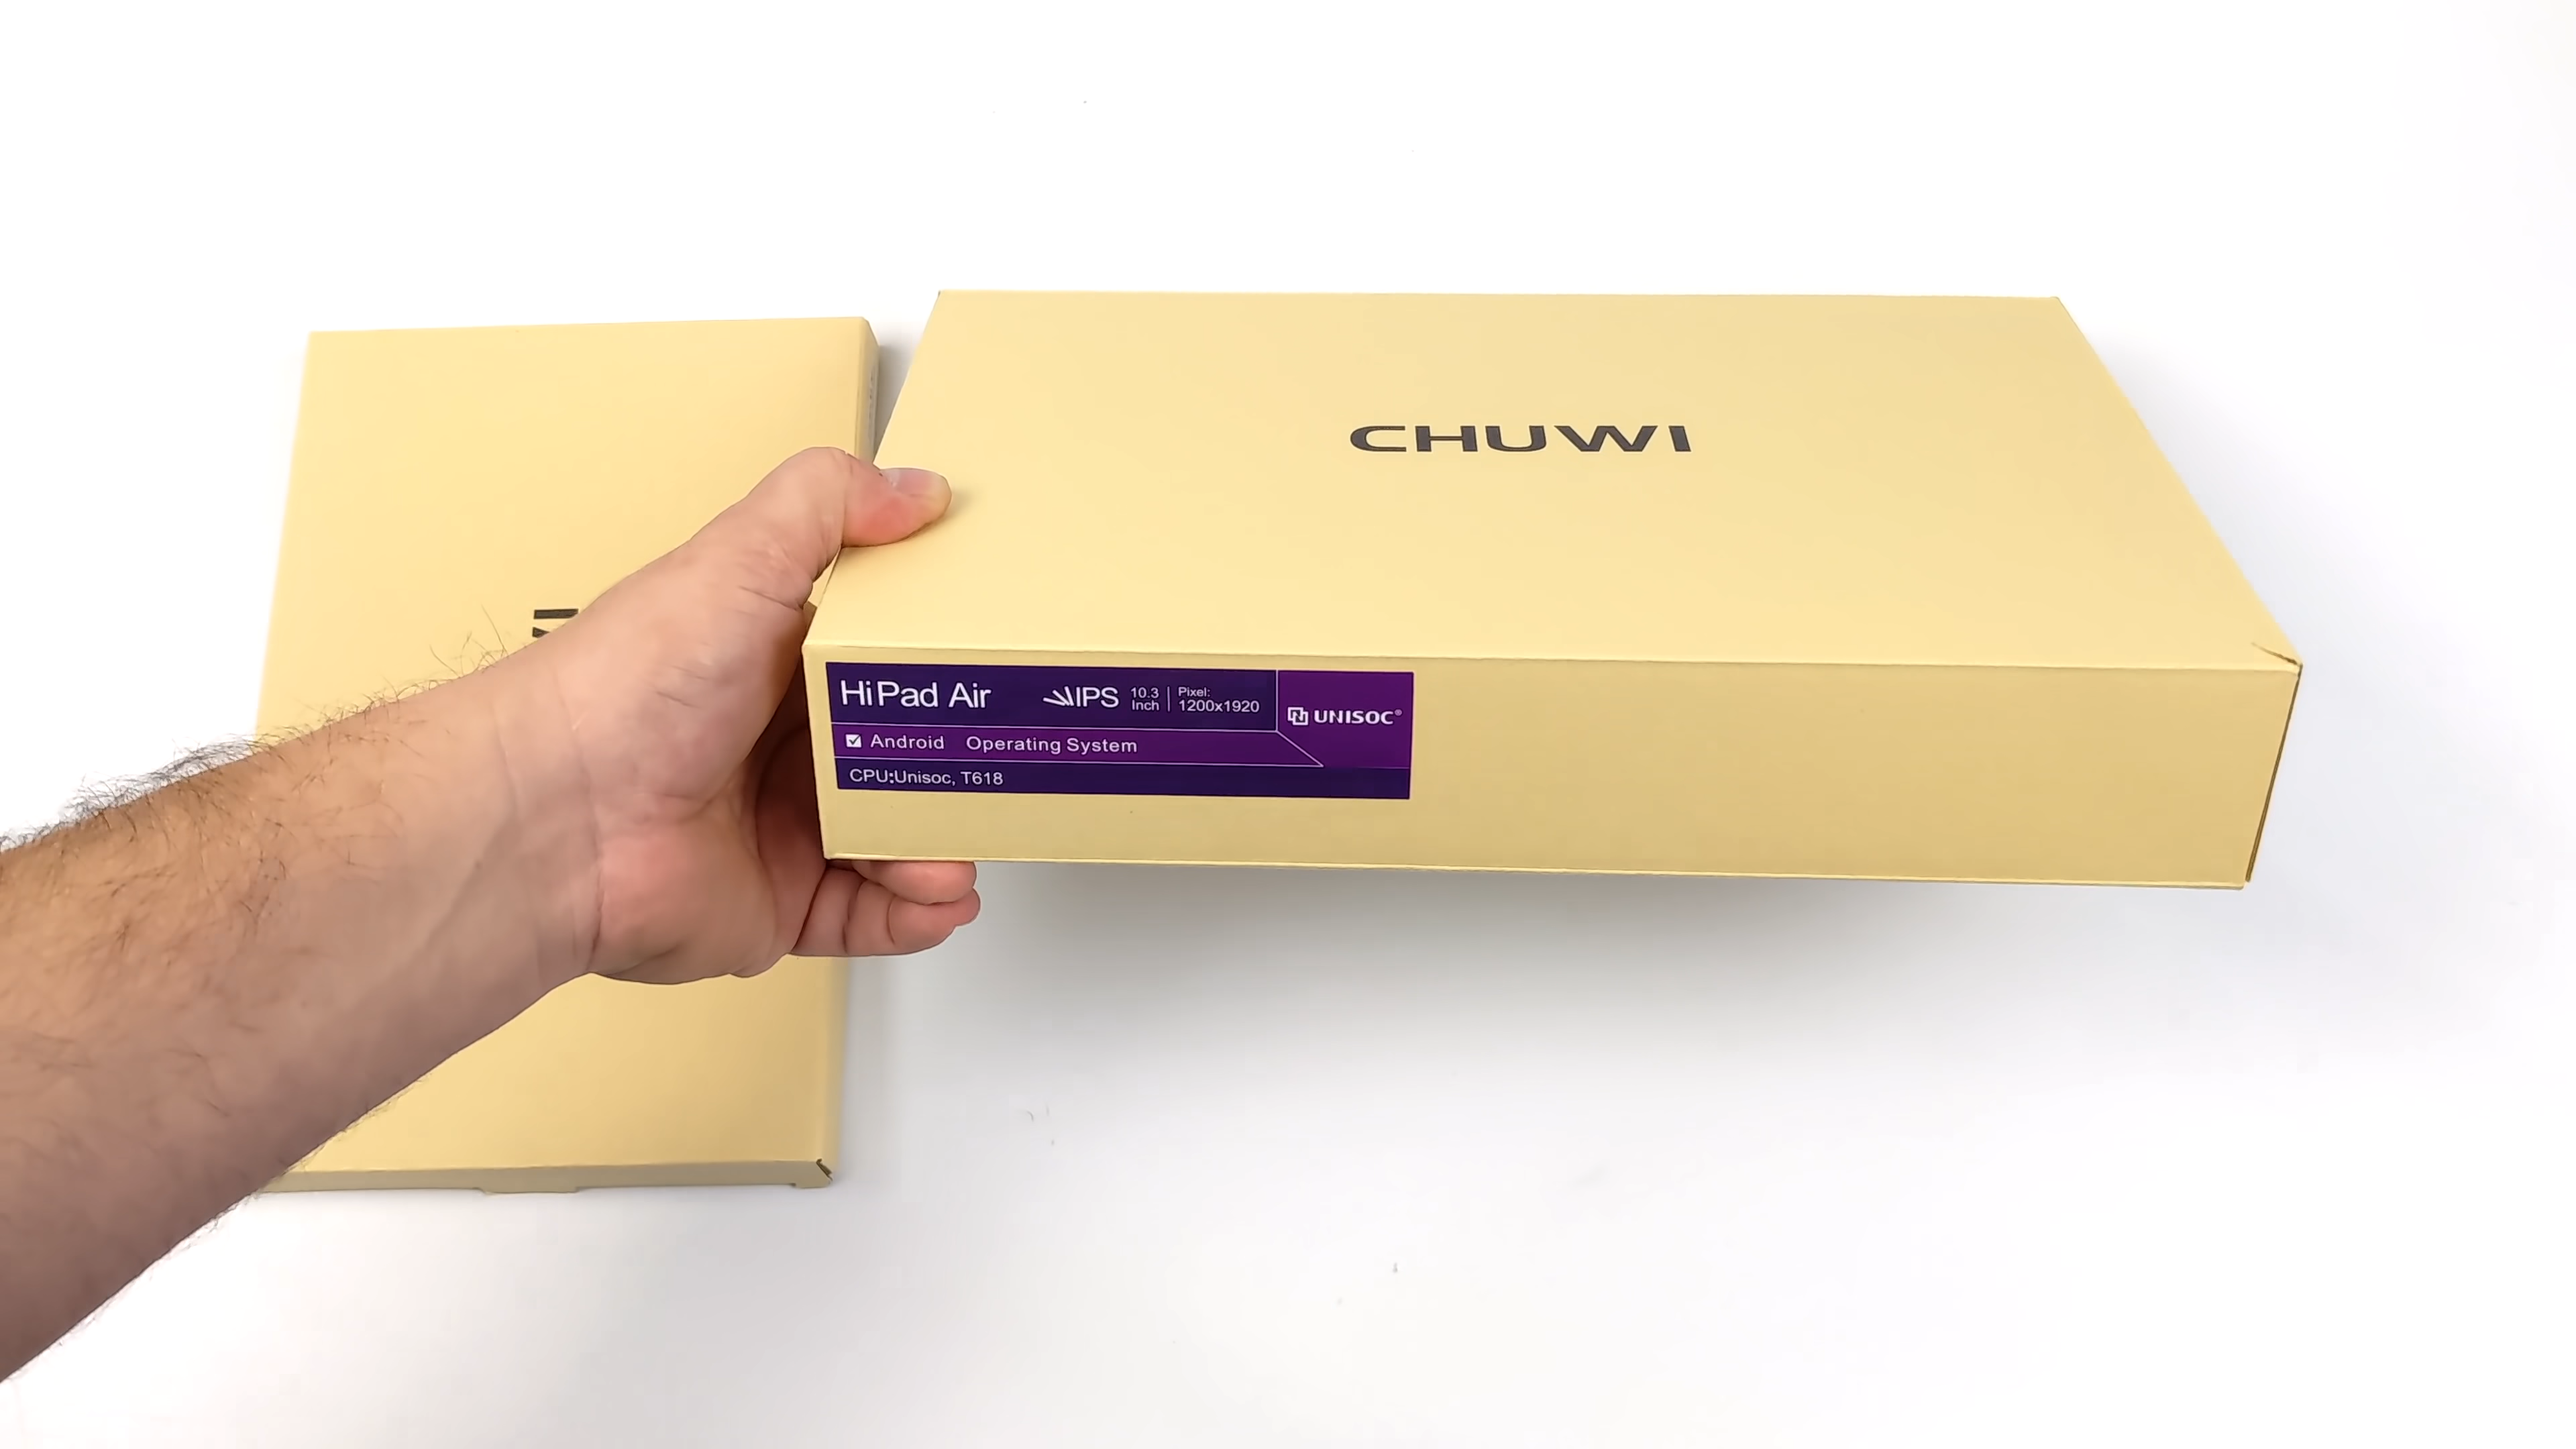 CHUWI
HiPad Air IPS 10.3 Inch Pixel: 1200x1920
UNISOC®
Android Operating System
CPU:Unisoc, T618